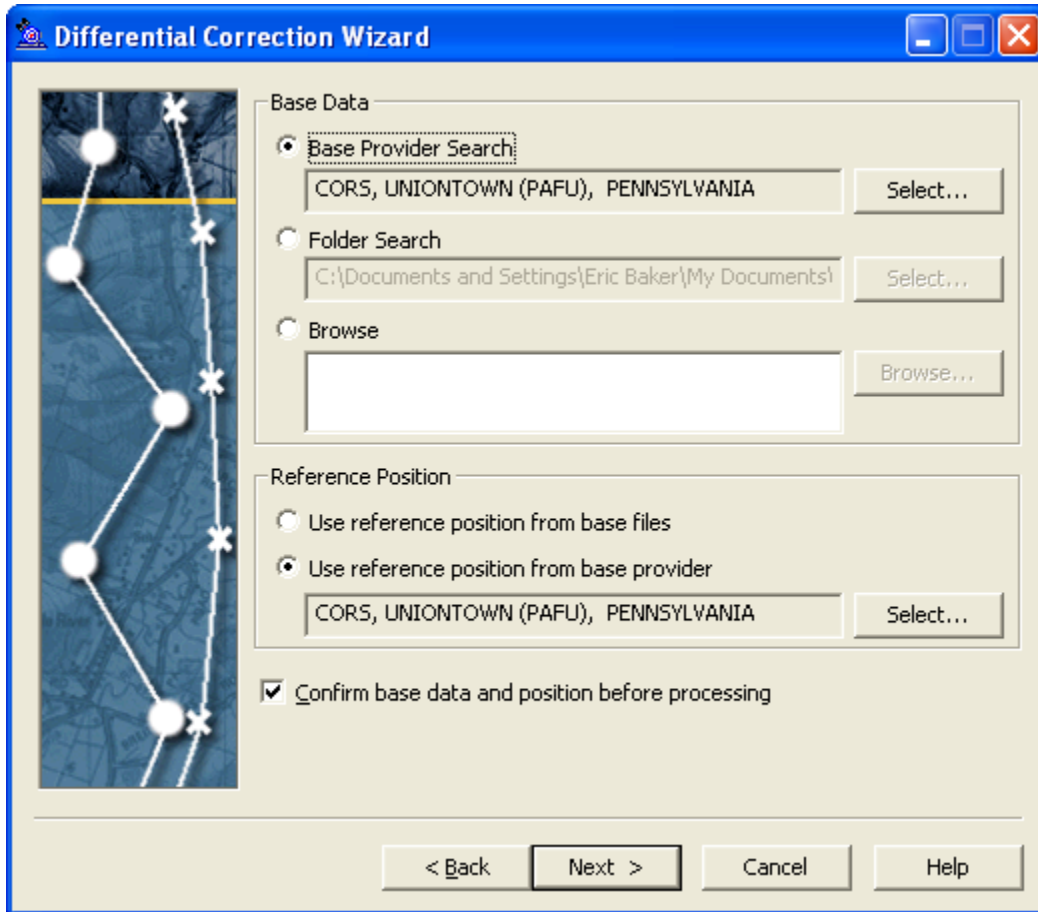 Differential Correction Wizard
Base Data
Base Provider Search
CORS, UNIONTOWN (PAFU), PENNSYLVANIA
Select...
Folder Search
C:\Documents and Settings\Eric Baker\My Documents\
Select...
Browse
Browse...
Reference Position
Use reference position from base files
Use reference position from base provider
CORS, UNIONTOWN (PAFU), PENNSYLVANIA
Select...
Confirm base data and position before processing
< Back
Next >
Cancel
Help